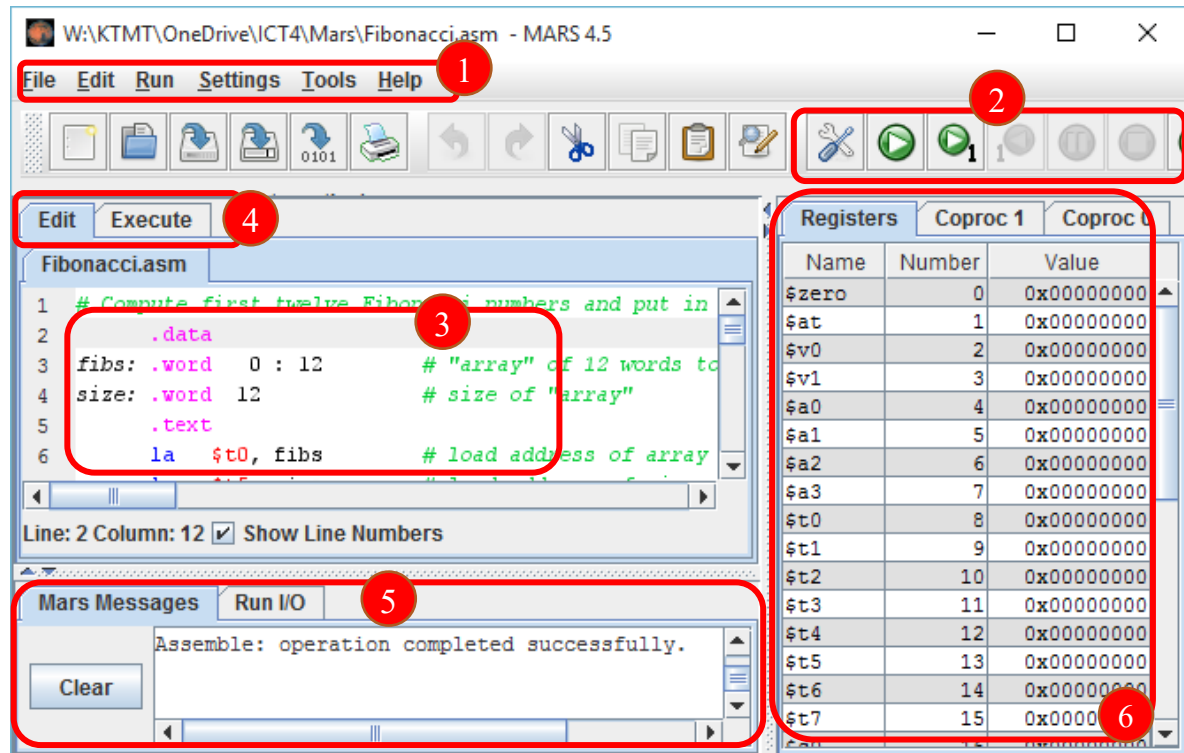 W:\KTMT\OneDrive\ICT4\Mars\Fibonacci.asm - MARS 4.5
File Edit Run Settings Tools Help
1
2
0101
1
1
Edit Execute
4
Fibonacci.asm
1 # Compute first twelve Fibonacci numbers and put in
2 .data
3
3 fibs: .word 0 : 12 # "array" of 12 words to
4 size: .word 12 # size of "array"
5 .text
6 la $t0, fibs # load address of array
Line: 2 Column: 12 Show Line Numbers
Mars Messages Run I/O
5
Assemble: operation completed successfully.
Clear
Registers Coproc 1 Coproc 0
Name Number Value
$zero 0 0x00000000
$at 1 0x00000000
$v0 2 0x00000000
$v1 3 0x00000000
$a0 4 0x00000000
$a1 5 0x00000000
$a2 6 0x00000000
$a3 7 0x00000000
$t0 8 0x00000000
$t1 9 0x00000000
$t2 10 0x00000000
$t3 11 0x00000000
$t4 12 0x00000000
$t5 13 0x00000000
$t6 14 0x00000000
$t7 15 0x0000
6